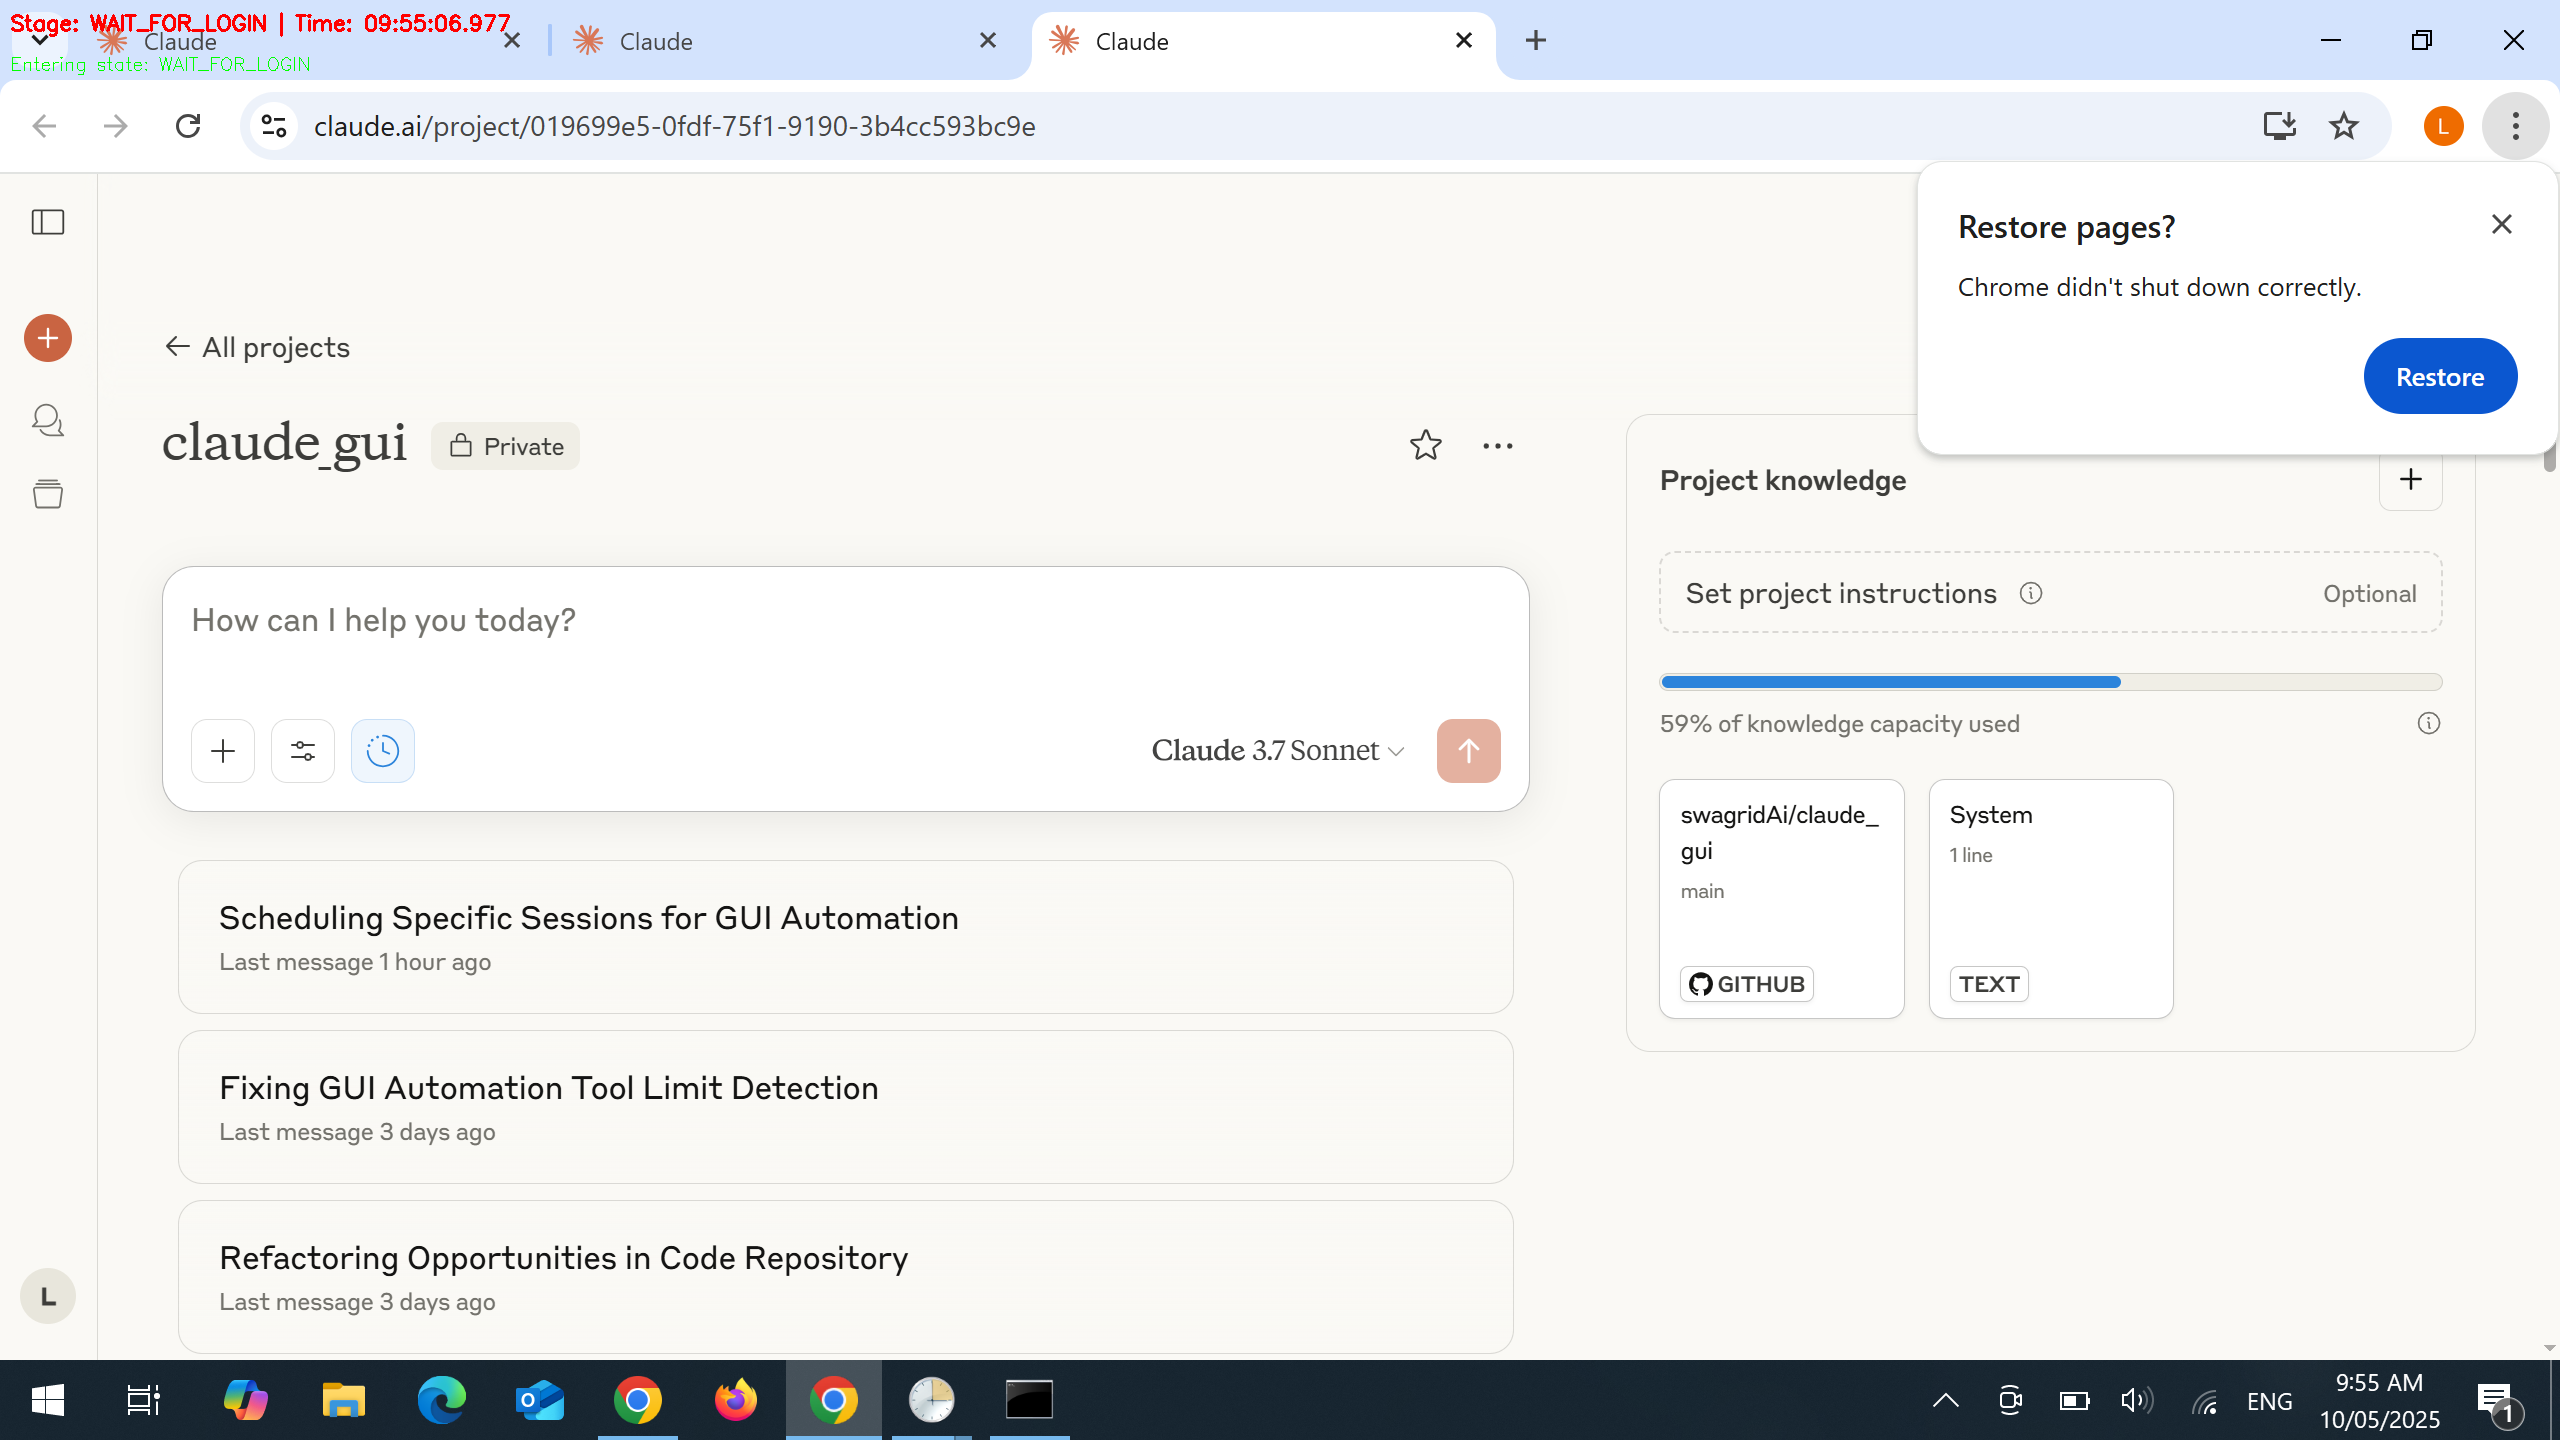 Stage: WAIT_FOR_LOGIN | Time: 09:55:06.977
Entering state: WAIT_FOR_LOGIN
Claude
Claude
Claude
claude.ai/project/019699e5-0fdf-75f1-9190-3b4cc593bc9e
L
Restore pages?
Chrome didn't shut down correctly.
Restore
All projects
claude_gui
Private
Project knowledge
Set project instructions
Optional
How can I help you today?
59% of knowledge capacity used
Claude 3.7 Sonnet
swagridAi/claude_
gui
main
GITHUB
System
1 line
TEXT
Scheduling Specific Sessions for GUI Automation
Last message 1 hour ago
Fixing GUI Automation Tool Limit Detection
Last message 3 days ago
Refactoring Opportunities in Code Repository
Last message 3 days ago
L
ENG
9:55 AM
10/05/2025
1